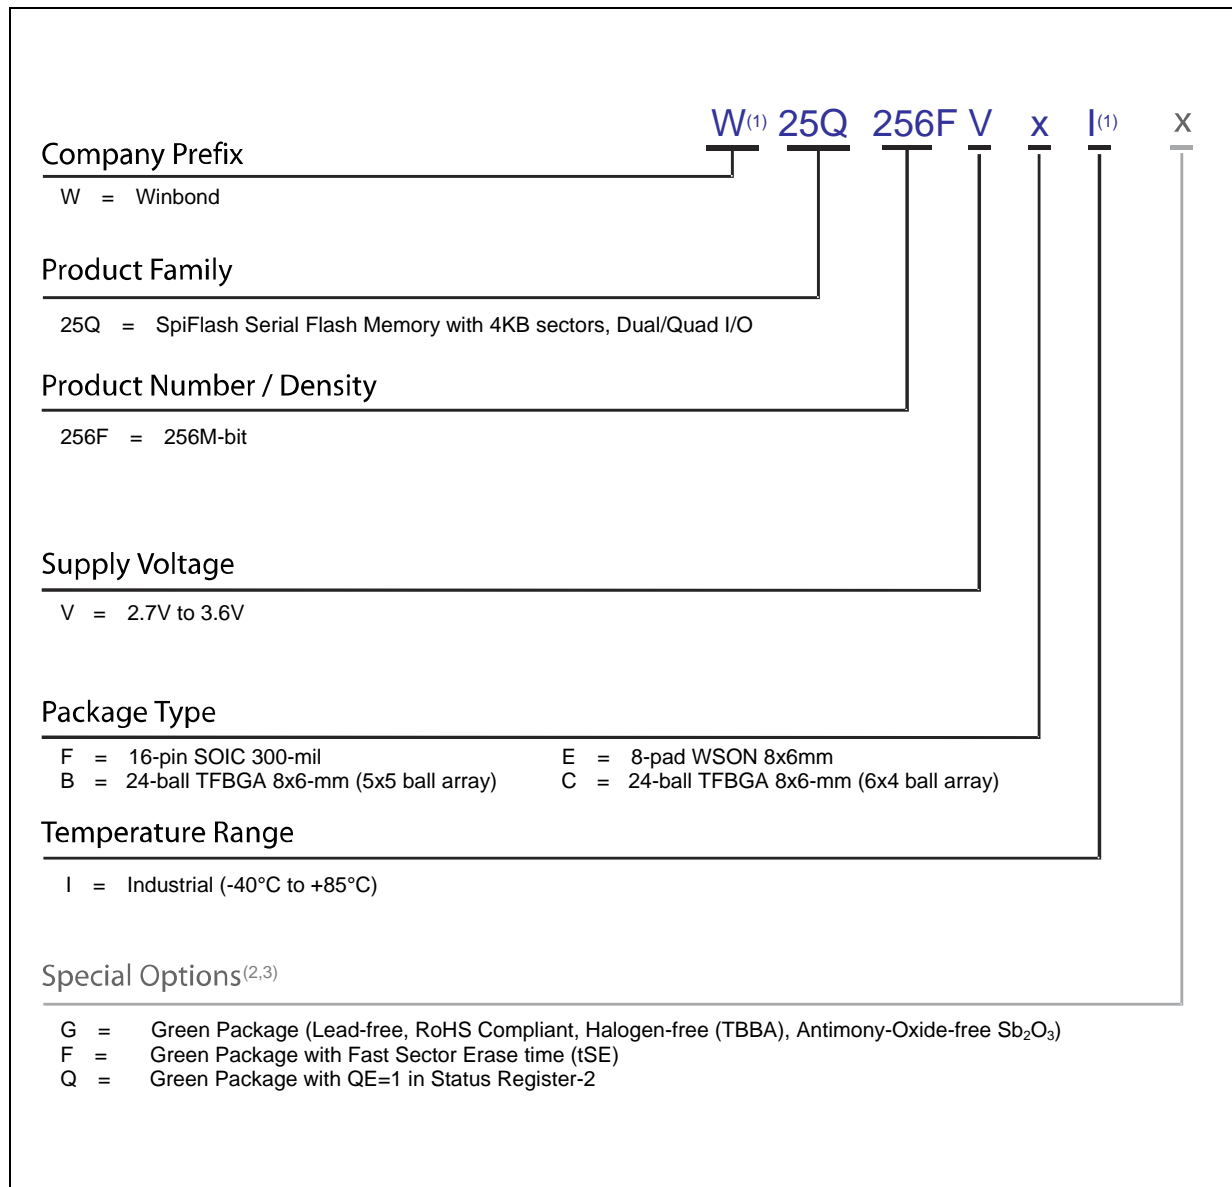 W(1) 25Q 256F V x I(1) x
Company Prefix
W = Winbond
Product Family
25Q = SpiFlash Serial Flash Memory with 4KB sectors, Dual/Quad I/O
Product Number / Density
256F = 256M-bit
Supply Voltage
V = 2.7V to 3.6V
Package Type
F = 16-pin SOIC 300-mil E = 8-pad WSON 8x6mm
B = 24-ball TFBGA 8x6-mm (5x5 ball array) C = 24-ball TFBGA 8x6-mm (6x4 ball array)
Temperature Range
I = Industrial (-40°C to +85°C)
Special Options(2,3)
G = Green Package (Lead-free, RoHS Compliant, Halogen-free (TBBA), Antimony-Oxide-free Sb₂O₃)
F = Green Package with Fast Sector Erase time (tSE)
Q = Green Package with QE=1 in Status Register-2